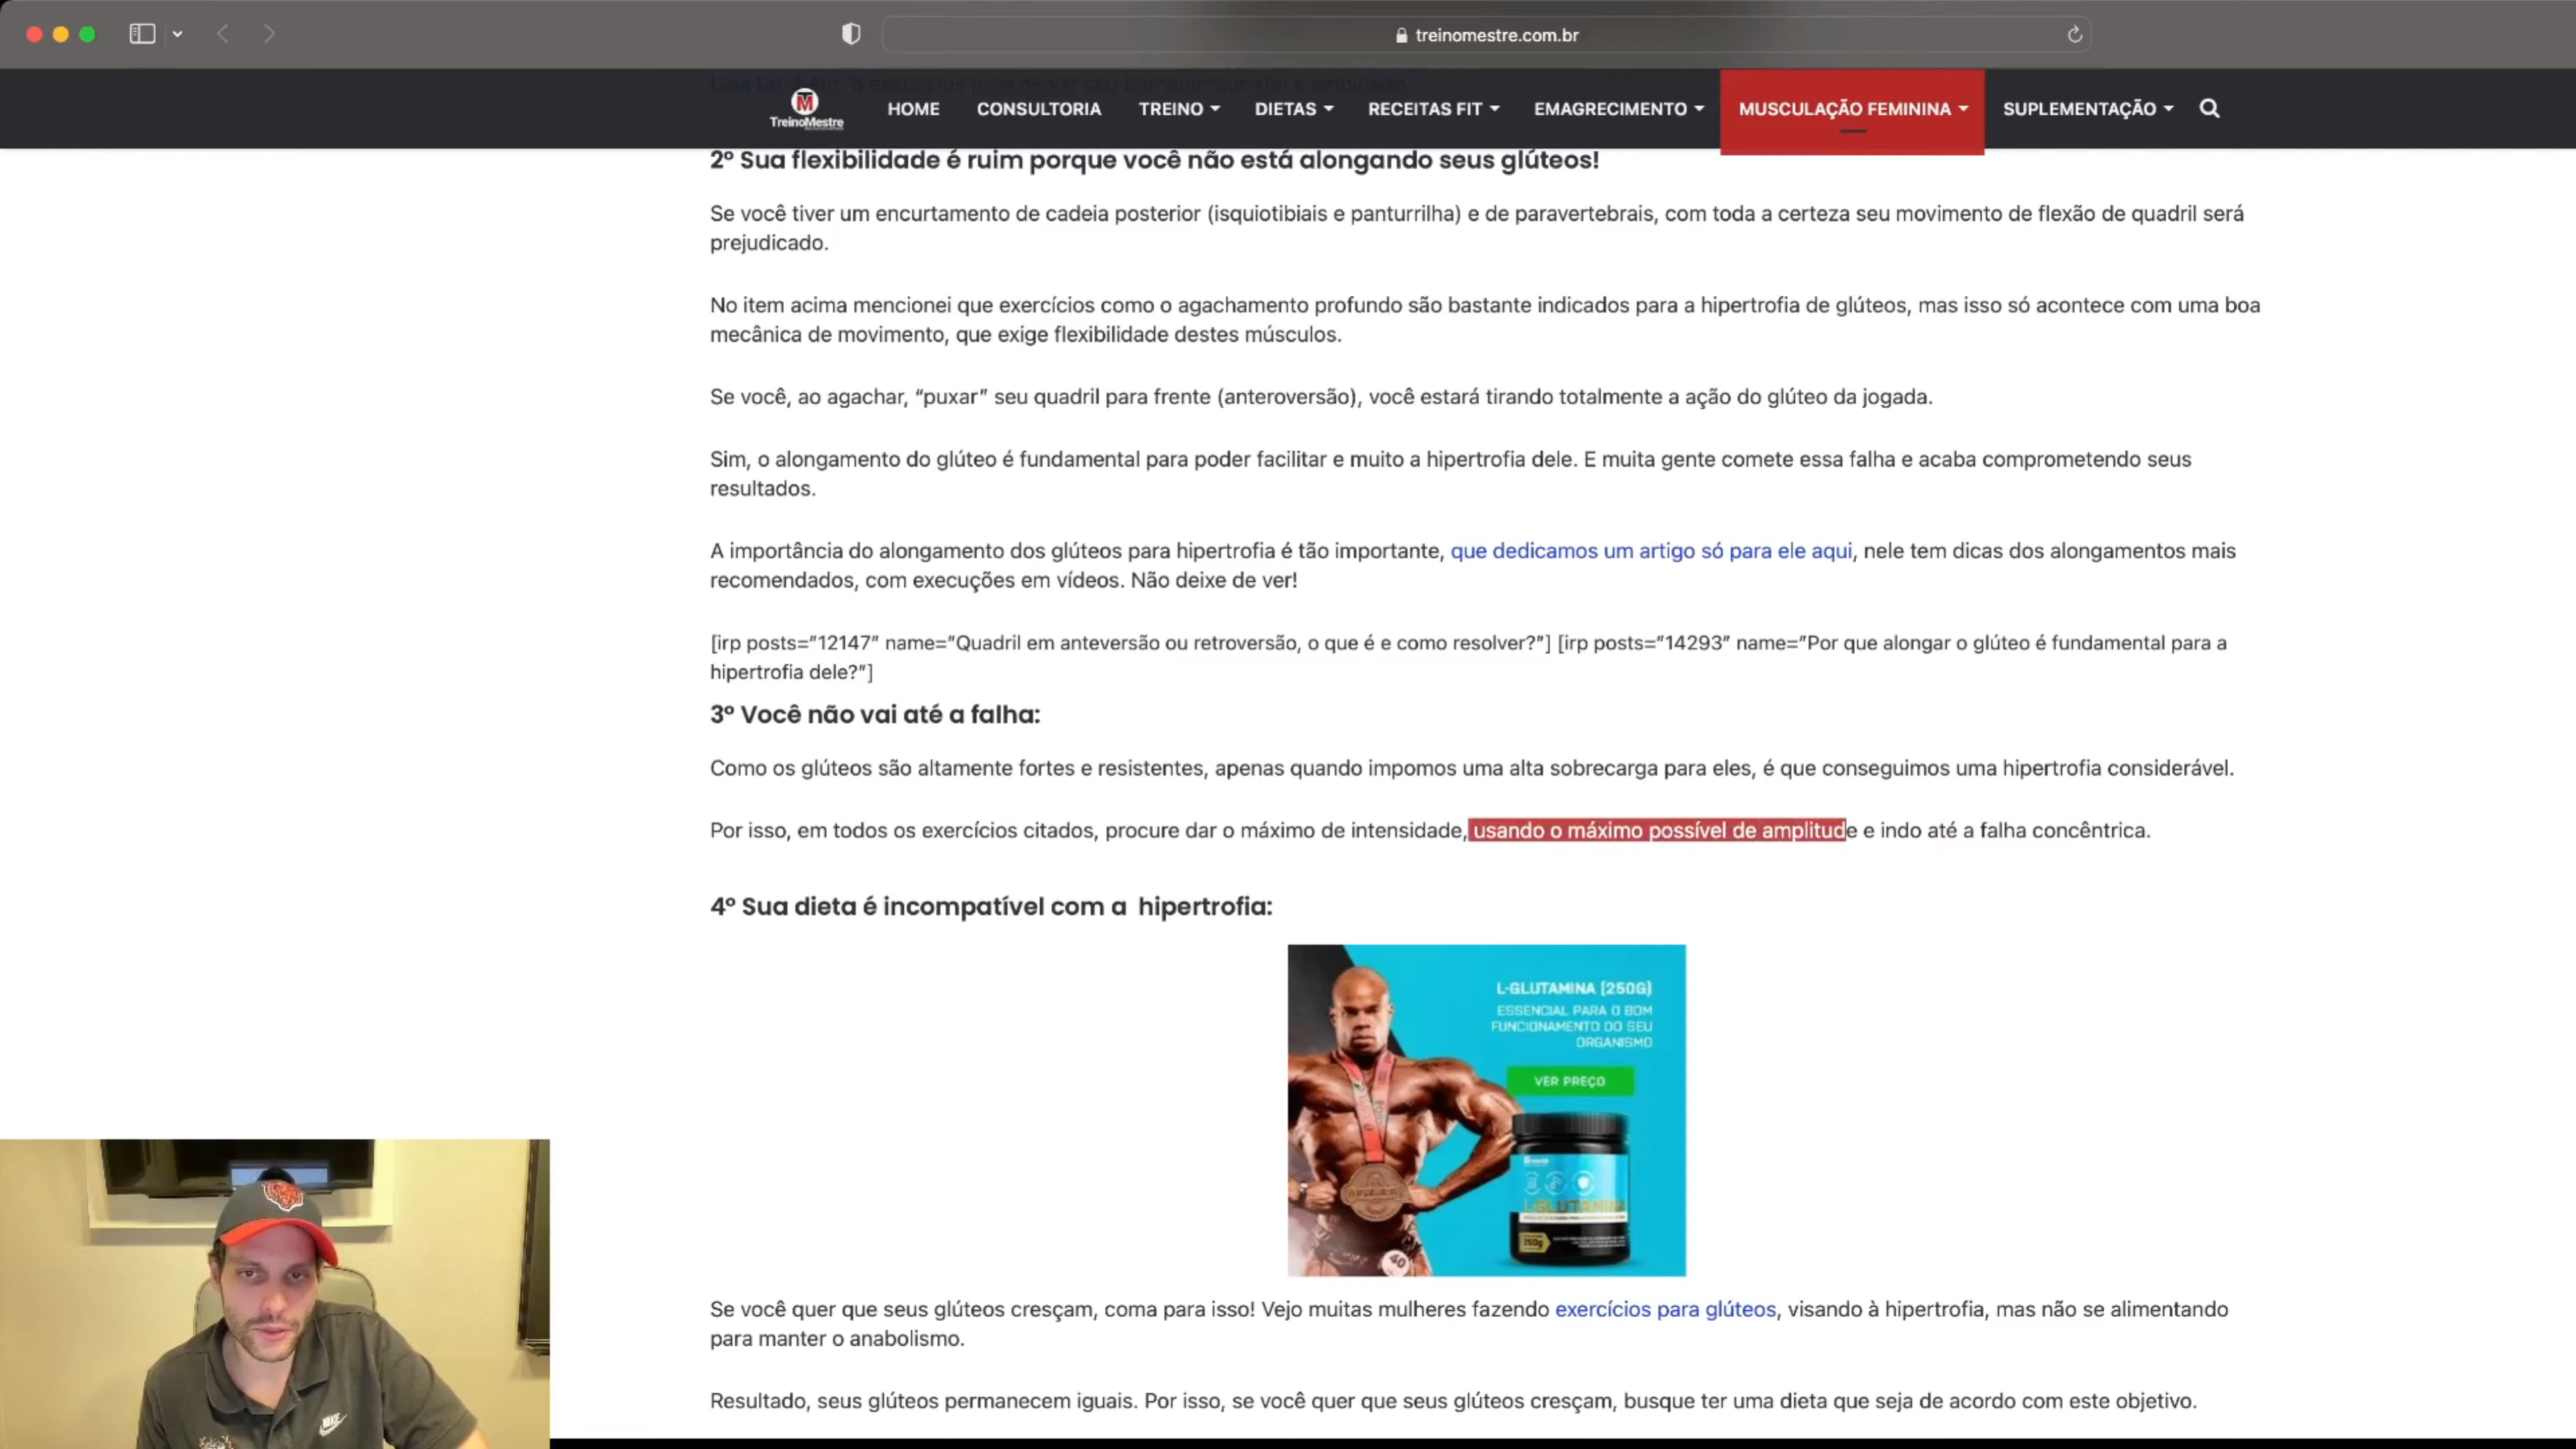 treinomestre.com.br
TM
TreinoMestre
HOME
CONSULTORIA
TREINO
DIETAS
RECEITAS FIT
EMAGRECIMENTO
MUSCULAÇÃO FEMININA
SUPLEMENTAÇÃO
2º Sua flexibilidade é ruim porque você não está alongando seus glúteos!
Se você tiver um encurtamento de cadeia posterior (isquiotibiais e panturrilha) e de paravertebrais, com toda a certeza seu movimento de flexão de quadril será
prejudicado.
No item acima mencionei que exercícios como o agachamento profundo são bastante indicados para a hipertrofia de glúteos, mas isso só acontece com uma boa
mecânica de movimento, que exige flexibilidade destes músculos.
Se você, ao agachar, “puxar” seu quadril para frente (anteroversão), você estará tirando totalmente a ação do glúteo da jogada.
Sim, o alongamento do glúteo é fundamental para poder facilitar e muito a hipertrofia dele. E muita gente comete essa falha e acaba comprometendo seus
resultados.
A importância do alongamento dos glúteos para hipertrofia é tão importante, que dedicamos um artigo só para ele aqui, nele tem dicas dos alongamentos mais
recomendados, com execuções em vídeos. Não deixe de ver!
[irp posts=”12147” name=”Quadril em anteversão ou retroversão, o que é e como resolver?”] [irp posts=”14293” name=”Por que alongar o glúteo é fundamental para a
hipertrofia dele?”]
3º Você não vai até a falha:
Como os glúteos são altamente fortes e resistentes, apenas quando impomos uma alta sobrecarga para eles, é que conseguimos uma hipertrofia considerável.
Por isso, em todos os exercícios citados, procure dar o máximo de intensidade, usando o máximo possível de amplitude e indo até a falha concêntrica.
4º Sua dieta é incompatível com a hipertrofia:
L-GLUTAMINA (250G)
ESSENCIAL PARA O BOM
FUNCIONAMENTO DO SEU
ORGANISMO
VER PREÇO
L-GLUTAMINA
250g
40
Se você quer que seus glúteos cresçam, coma para isso! Vejo muitas mulheres fazendo exercícios para glúteos, visando à hipertrofia, mas não se alimentando
para manter o anabolismo.
Resultado, seus glúteos permanecem iguais. Por isso, se você quer que seus glúteos cresçam, busque ter uma dieta que seja de acordo com este objetivo.
NIKE